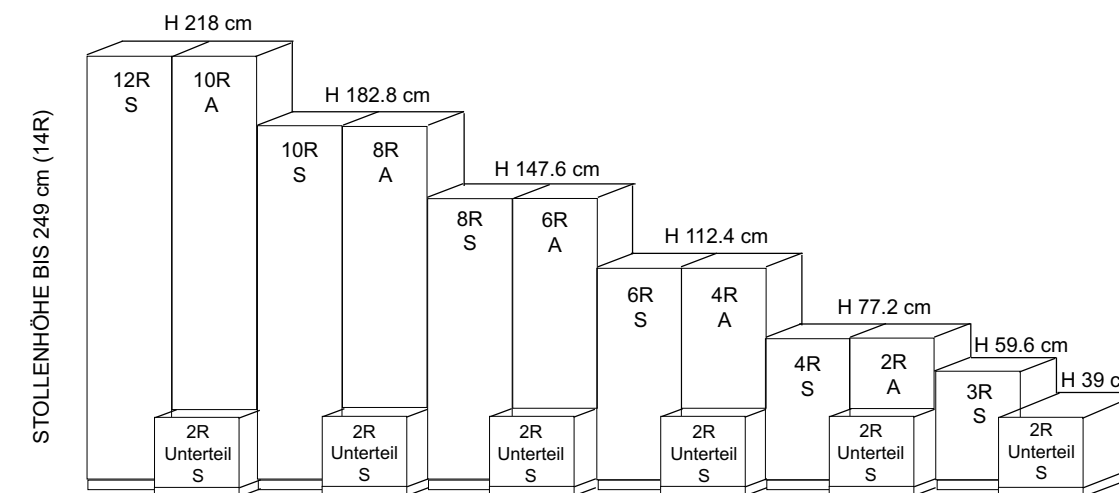 H 218 cm
12R
S
10R
A
H 182.8 cm
10R
S
8R
A
H 147.6 cm
8R
S
6R
A
H 112.4 cm
6R
S
4R
A
H 77.2 cm
4R
S
2R
A
H 59.6 cm
3R
S
H 39 c
STOLLENHÖHE BIS 249 cm (14R)
2R
Unterteil
S
2R
Unterteil
S
2R
Unterteil
S
2R
Unterteil
S
2R
Unterteil
S
2R
Unterteil
S